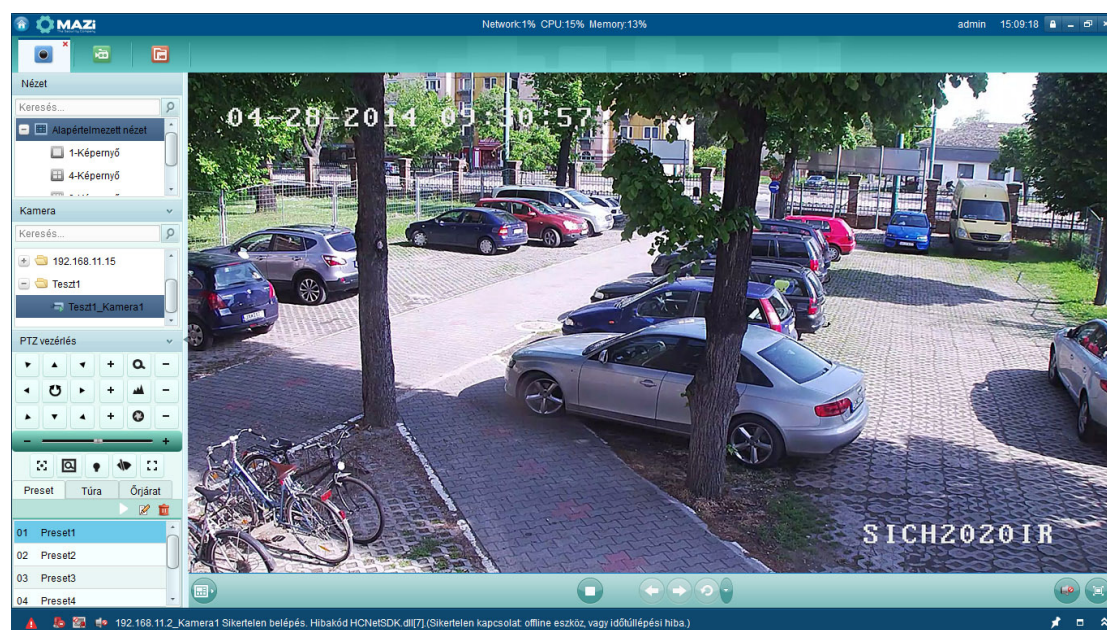 MAZi
Network:1% CPU:15% Memory:13%
admin 15:09:18
Nézet
Keresés...
Alapértelmezett nézet
1-Képernyő
4-Képernyő
Kamera
Keresés...
192.168.11.15
Teszt1
Teszt1_Kamera1
PTZ vezérlés
Preset Túra Őrjárat
01 Preset1
02 Preset2
03 Preset3
04 Preset4
04-28-2014 09:30:57
SICH2020IR
192.168.11.2_Kamera1 Sikertelen belépés. Hibakód HCNetSDK.dll[7].(Sikertelen kapcsolat: offline eszköz, vagy időtúllépési hiba.)